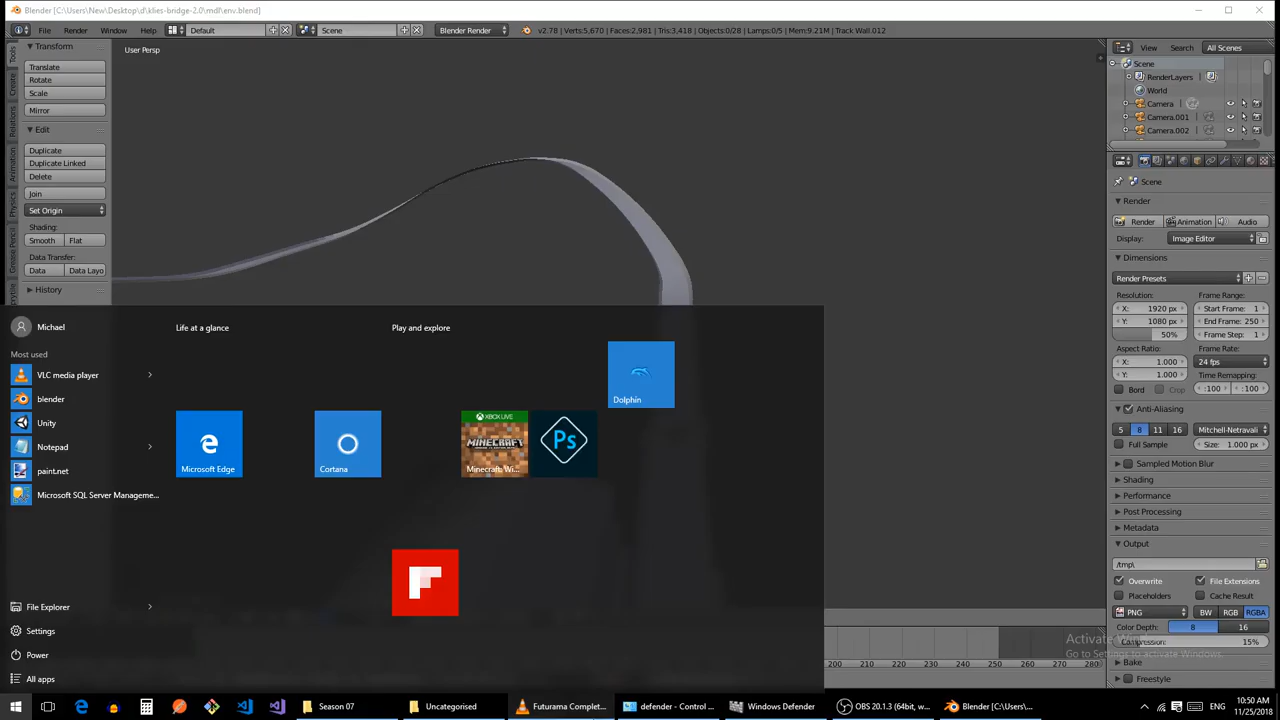 Blender [C:\Users\New\Desktop\d\klies-bridge-2.0\mdl\env.blend]
File Render Window Help Default Scene Blender Render v2.78 | Verts:5,670 | Faces:2,981 | Tris:3,418 | Objects:0/28 | Lamps:0/5 | Mem:9.21M | Track Wall.012
View Search All Scenes
Transform
User Persp
Translate
Rotate
Scale
Mirror
Edit
Duplicate
Duplicate Linked
Delete
Join
Set Origin
Shading:
Smooth Flat
Data Transfer:
Data Data Layo
History
Tools
Create
Relations
Animation
Physics
Grease Pencil
Scene
RenderLayers
World
Camera
Camera.001
Camera.002
Scene
Render
Render Animation Audio
Display: Image Editor
Dimensions
Render Presets
Resolution: Frame Range:
X: 1920 px Start Frame: 1
Y: 1080 px End Frame: 250
50% Frame Step: 1
Aspect Ratio: Frame Rate:
X: 1.000 24 fps
Y: 1.000 Time Remapping:
Bord Crop :100 :100
Anti-Aliasing
5 8 11 16 Mitchell-Netravali
Full Sample Size: 1.000 px
Sampled Motion Blur
Shading
Performance
Post Processing
Metadata
Output
/tmp\
Overwrite File Extensions
Placeholders Cache Result
PNG BW RGB RGBA
Color Depth: 8 16
Compression: 15%
Bake
Freestyle
Activate Windows
Go to Settings to activate Windows.
Michael
Life at a glance Play and explore
Most used
VLC media player
blender
Unity
Notepad
paint.net
Microsoft SQL Server Manageme...
Dolphin
Microsoft Edge
Cortana
XBOX LIVE
MINECRAFT
Minecraft: Wi...
Ps
File Explorer
Settings
Power
All apps
200 210 220 230 240 250 260 270 280
Season 07 Uncategorised Futurama Complet... defender - Control ... Windows Defender OBS 20.1.3 (64bit, w... Blender [C:\Users\... ENG
10:50 AM
11/25/2018